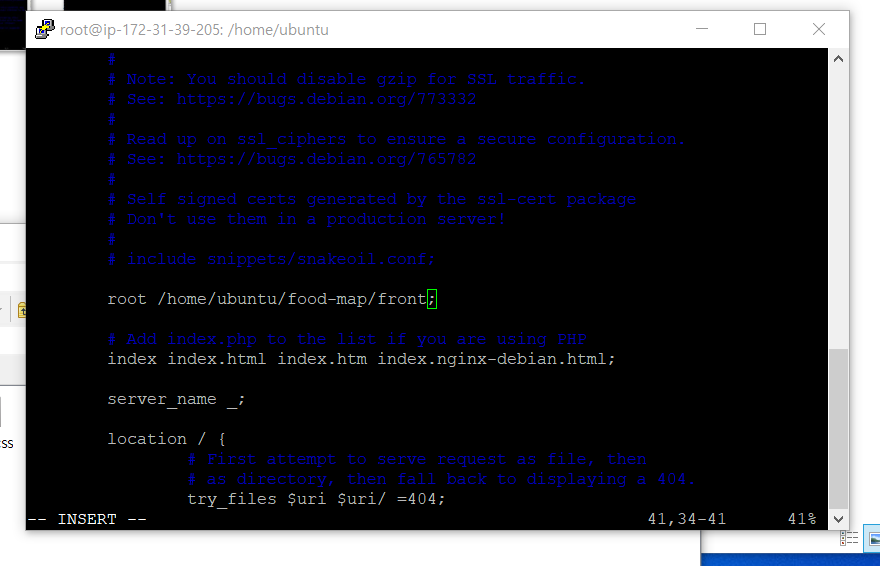 root@ip-172-31-39-205: /home/ubuntu
#
# Note: You should disable gzip for SSL traffic.
# See: https://bugs.debian.org/773332
#
# Read up on ssl_ciphers to ensure a secure configuration.
# See: https://bugs.debian.org/765782
#
# Self signed certs generated by the ssl-cert package
# Don't use them in a production server!
#
# include snippets/snakeoil.conf;
root /home/ubuntu/food-map/front;
# Add index.php to the list if you are using PHP
index index.html index.htm index.nginx-debian.html;
server_name _;
location / {
# First attempt to serve request as file, then
# as directory, then fall back to displaying a 404.
try_files $uri $uri/ =404;
-- INSERT -- 41,34-41 41%